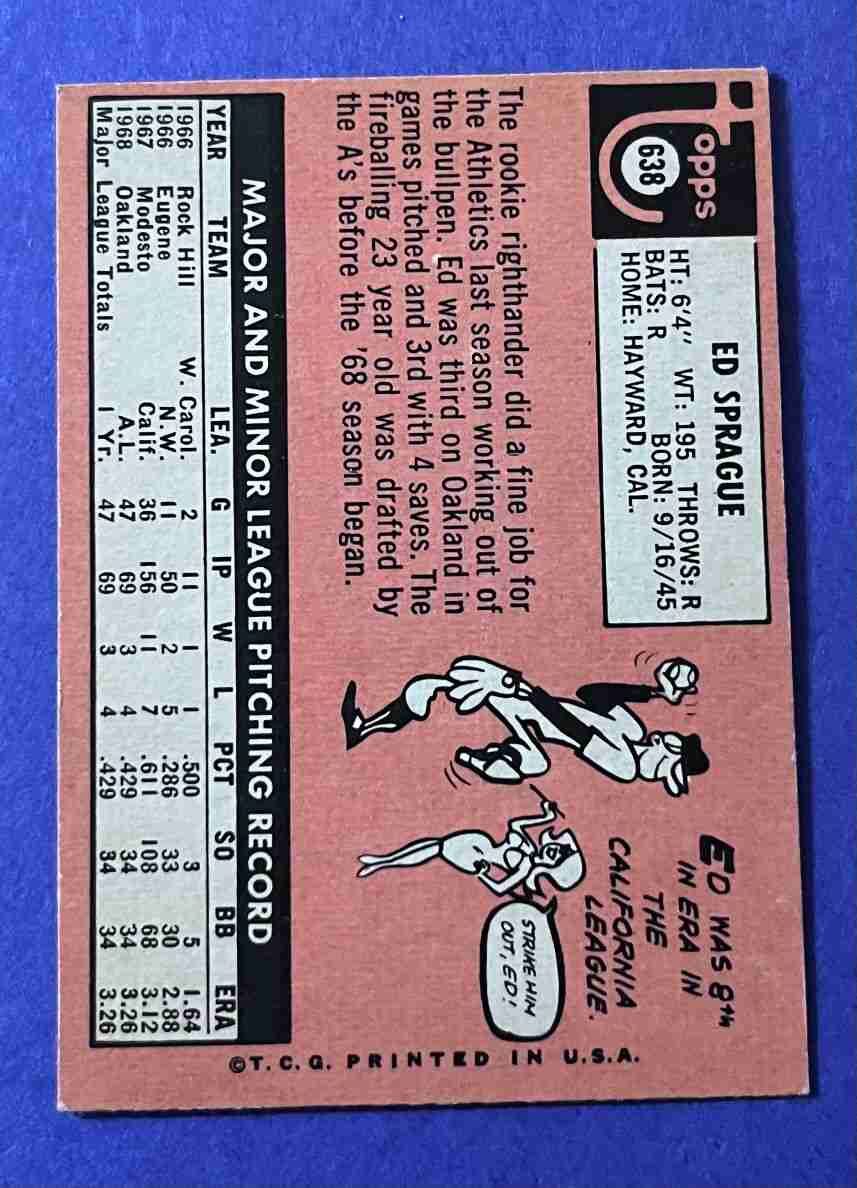 topps
638
ED SPRAGUE
HT: 6'4" WT: 195 THROWS: R
BATS: R BORN: 9/16/45
HOME: HAYWARD, CAL.
The rookie righthander did a fine job for
the Athletics last season working out of
the bullpen. Ed was third on Oakland in
games pitched and 3rd with 4 saves. The
fireballing 23 year old was drafted by
the A's before the '68 season began.
ED WAS 8th
IN ERA IN
THE
CALIFORNIA
LEAGUE.
STRIKE HIM
OUT, ED!
MAJOR AND MINOR LEAGUE PITCHING RECORD
YEAR TEAM LEA. G IP W L PCT SO BB ERA
1966 Rock Hill W. Carol. 2 11 1 1 .500 3 5 1.64
1966 Eugene N.W. 11 50 2 5 .286 33 30 2.88
1967 Modesto Calif. 36 156 11 7 .611 108 68 3.12
1968 Oakland A.L. 47 69 3 4 .429 34 34 3.26
Major League Totals 1 Yr. 47 69 3 4 .429 34 34 3.26
©T.C.G. PRINTED IN U.S.A.